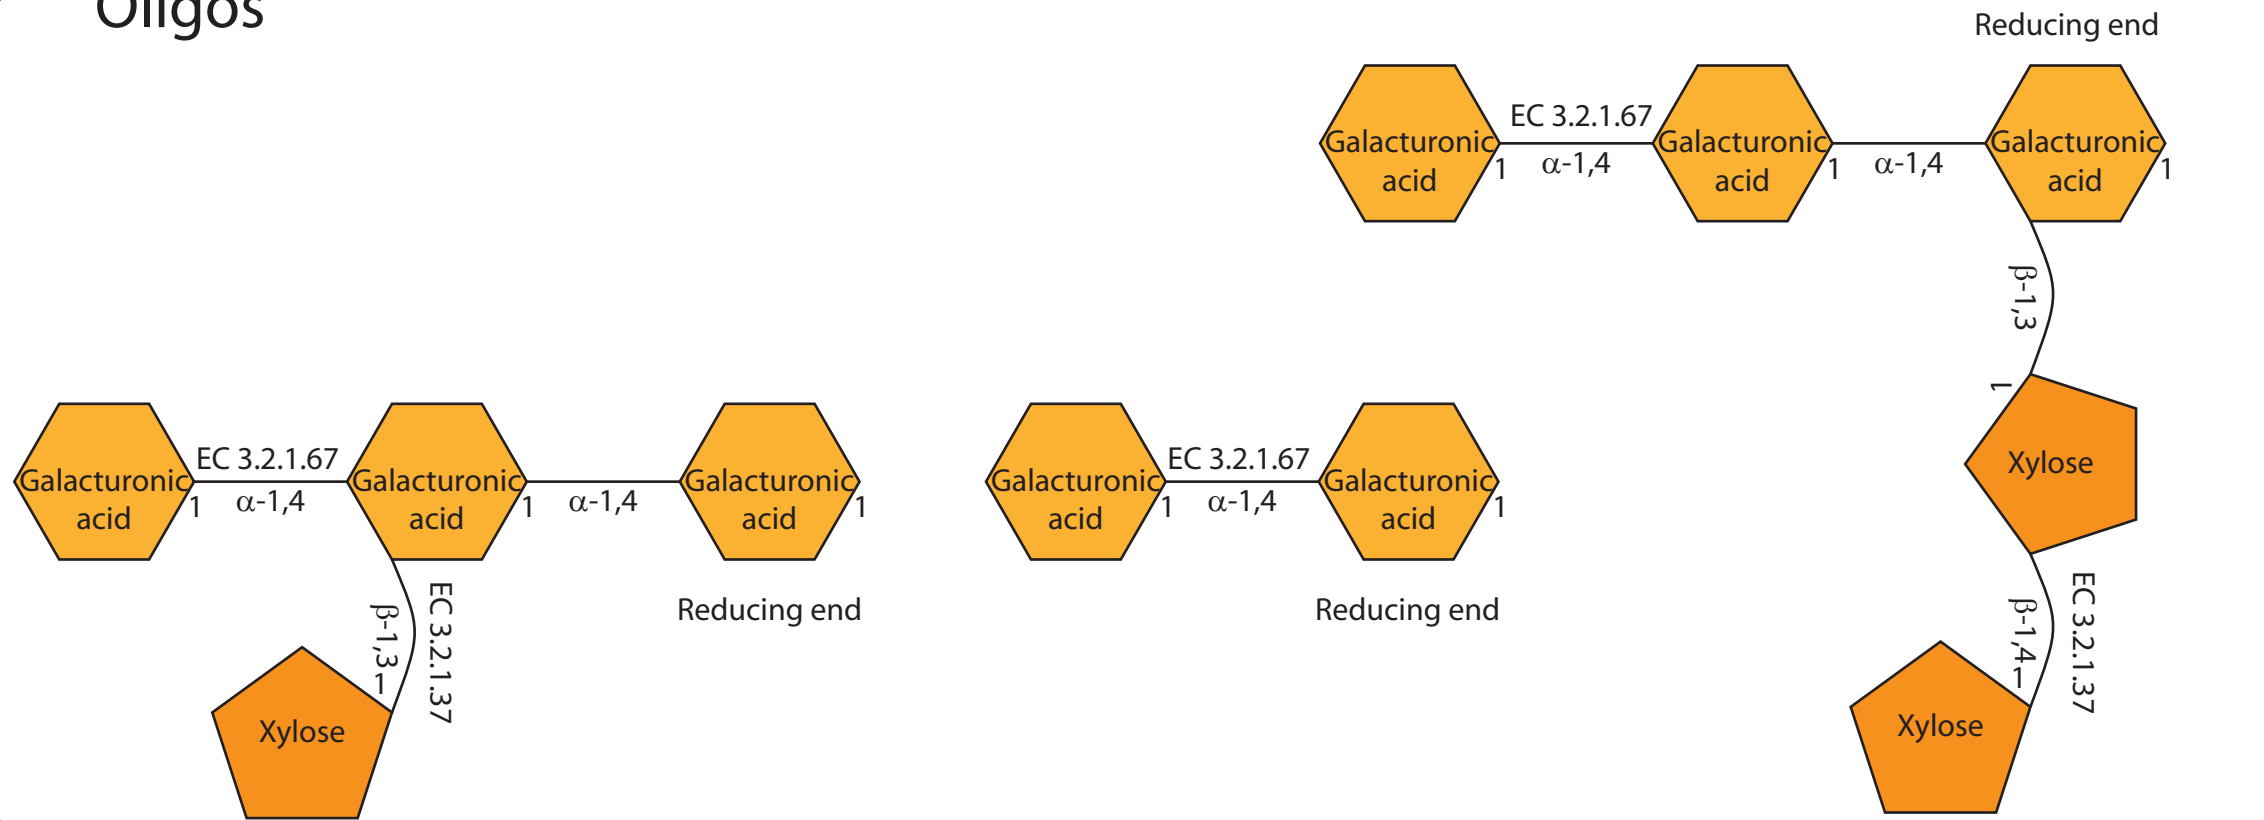 Oligos
Reducing end
EC 3.2.1.67
Galacturonic
acid
1
α-1,4
Galacturonic
acid
1
α-1,4
Galacturonic
acid
1
β-1,3
1
Xylose
EC 3.2.1.37
β-1,4
1
Xylose
EC 3.2.1.67
Galacturonic
acid
1
α-1,4
Galacturonic
acid
1
α-1,4
Galacturonic
acid
1
Reducing end
EC 3.2.1.37
β-1,3
1
Xylose
EC 3.2.1.67
Galacturonic
acid
1
α-1,4
Galacturonic
acid
1
Reducing end